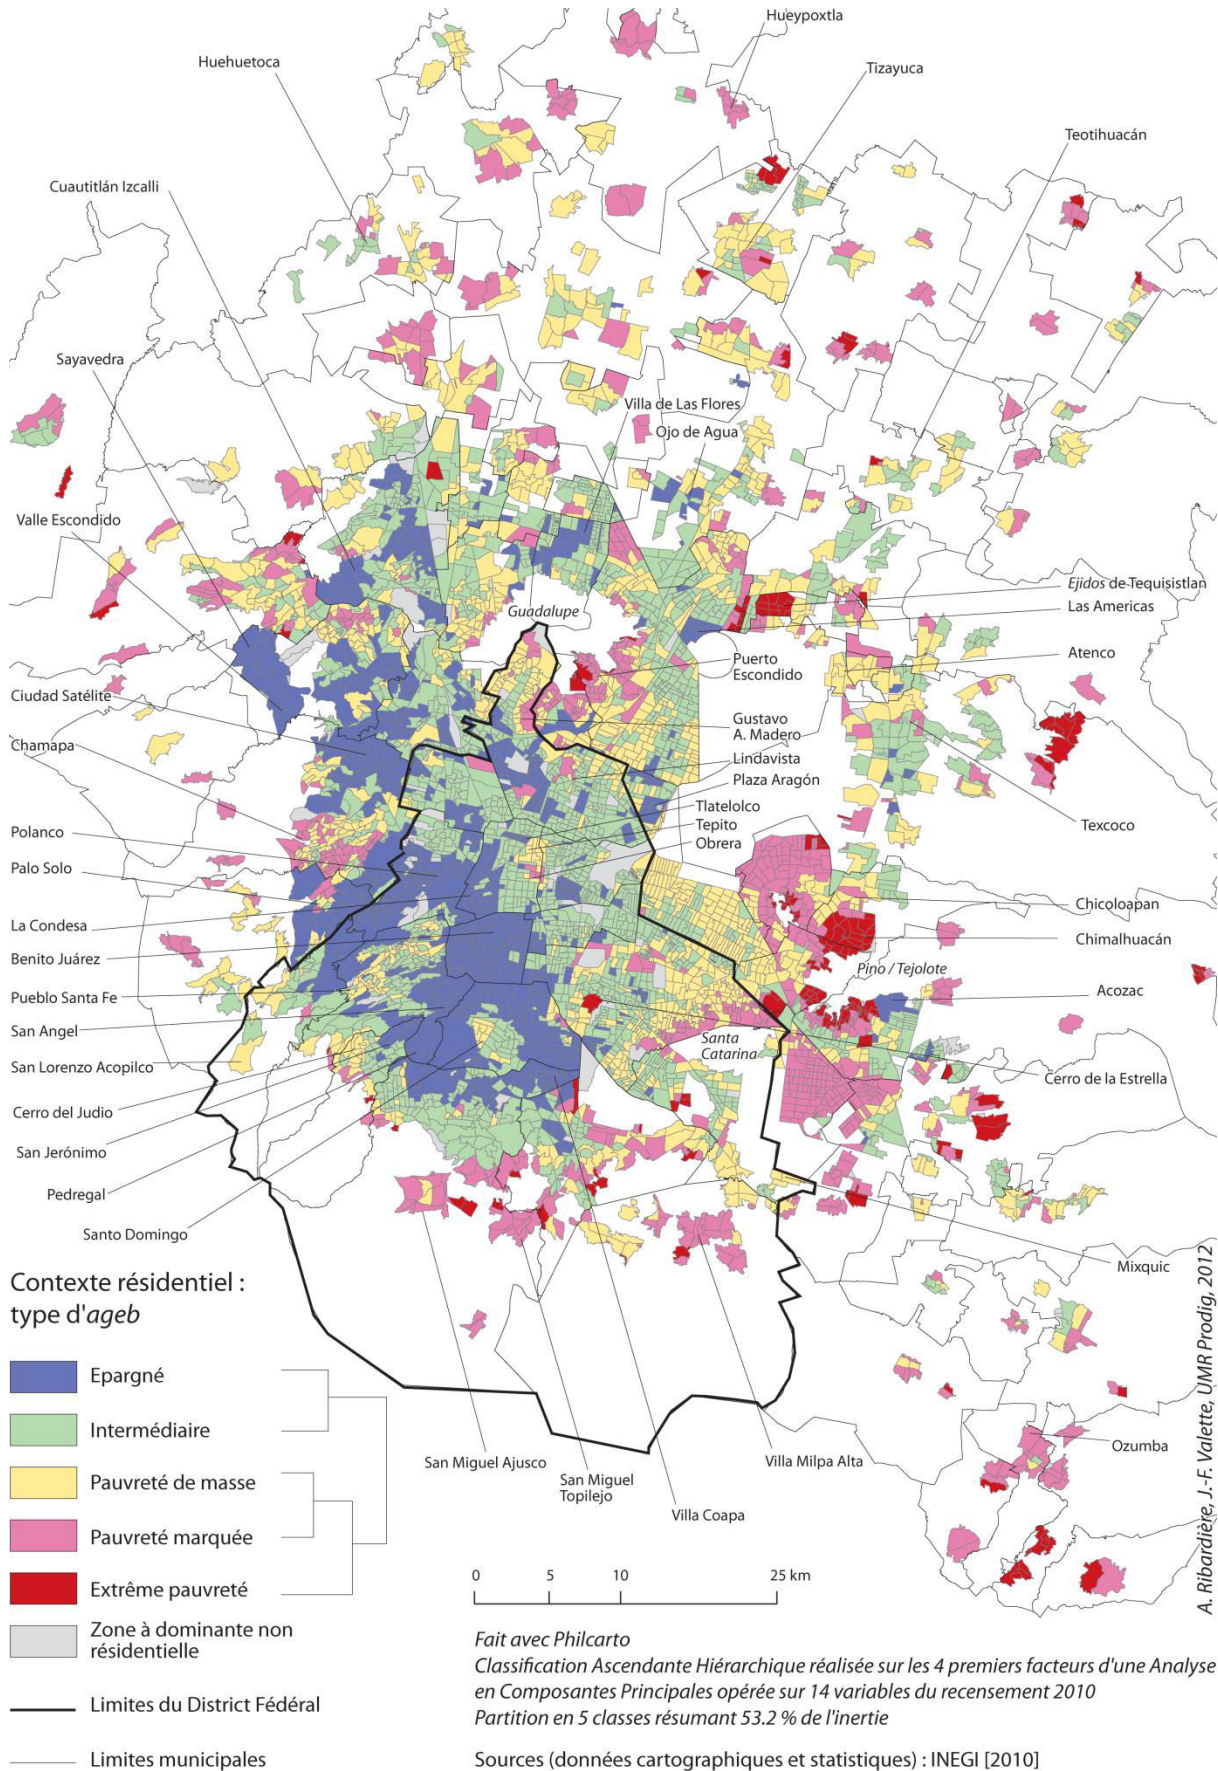 Hueypoxtla
Huehuetoca
Tizayuca
Teotihuacán
Cuautitlán Izcalli
Sayavedra
Villa de Las Flores
Ojo de Agua
Valle Escondido
Ejidos de Tequisistlan
Las Americas
Guadalupe
Atenco
Puerto
Escondido
Ciudad Satélite
Gustavo
A. Madero
Chamapa
Lindavista
Plaza Aragón
Tlatelolco
Tepito
Obrera
Texcoco
Polanco
Palo Solo
Chicoloapan
La Condesa
Chimalhuacán
Benito Juárez
Pino / Tejolote
Pueblo Santa Fe
Acozac
San Angel
Santa
Catarina
San Lorenzo Acopilco
Cerro de la Estrella
Cerro del Judio
San Jerónimo
Pedregal
Santo Domingo
Mixquic
Ozumba
San Miguel Ajusco
San Miguel
Topilejo
Villa Milpa Alta
Villa Coapa
Contexte résidentiel :
type d'ageb
Epargné
Intermédiaire
Pauvreté de masse
Pauvreté marquée
Extrême pauvreté
Zone à dominante non
résidentielle
Limites du District Fédéral
Limites municipales
0 5 10 25 km
Fait avec Philcarto
Classification Ascendante Hiérarchique réalisée sur les 4 premiers facteurs d'une Analyse
en Composantes Principales opérée sur 14 variables du recensement 2010
Partition en 5 classes résumant 53.2 % de l'inertie
Sources (données cartographiques et statistiques) : INEGI [2010]
A. Ribardière, J.-F. Valette, UMR Prodig, 2012